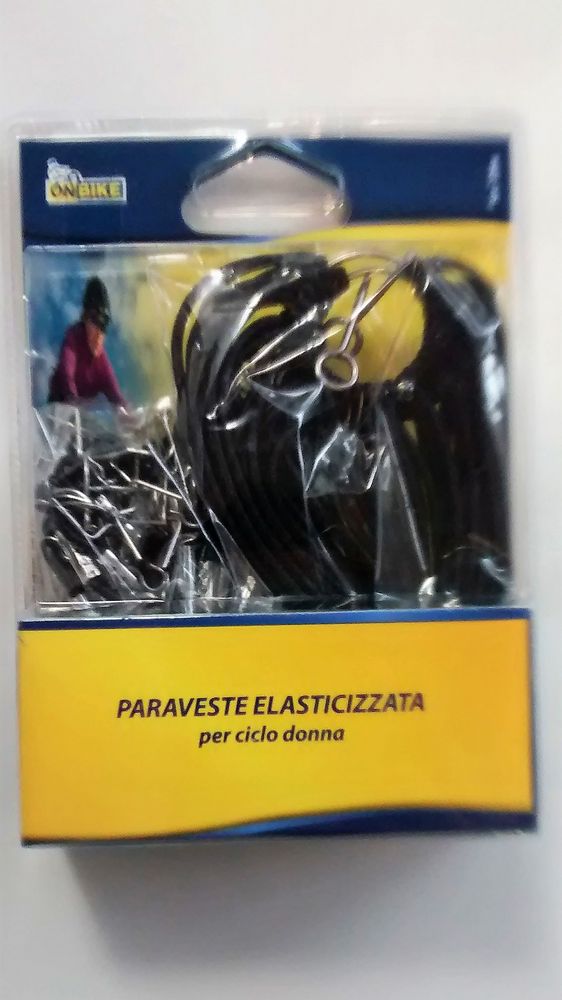 ONBIKE
PARAVESTE ELASTICIZZATA
per ciclo donna